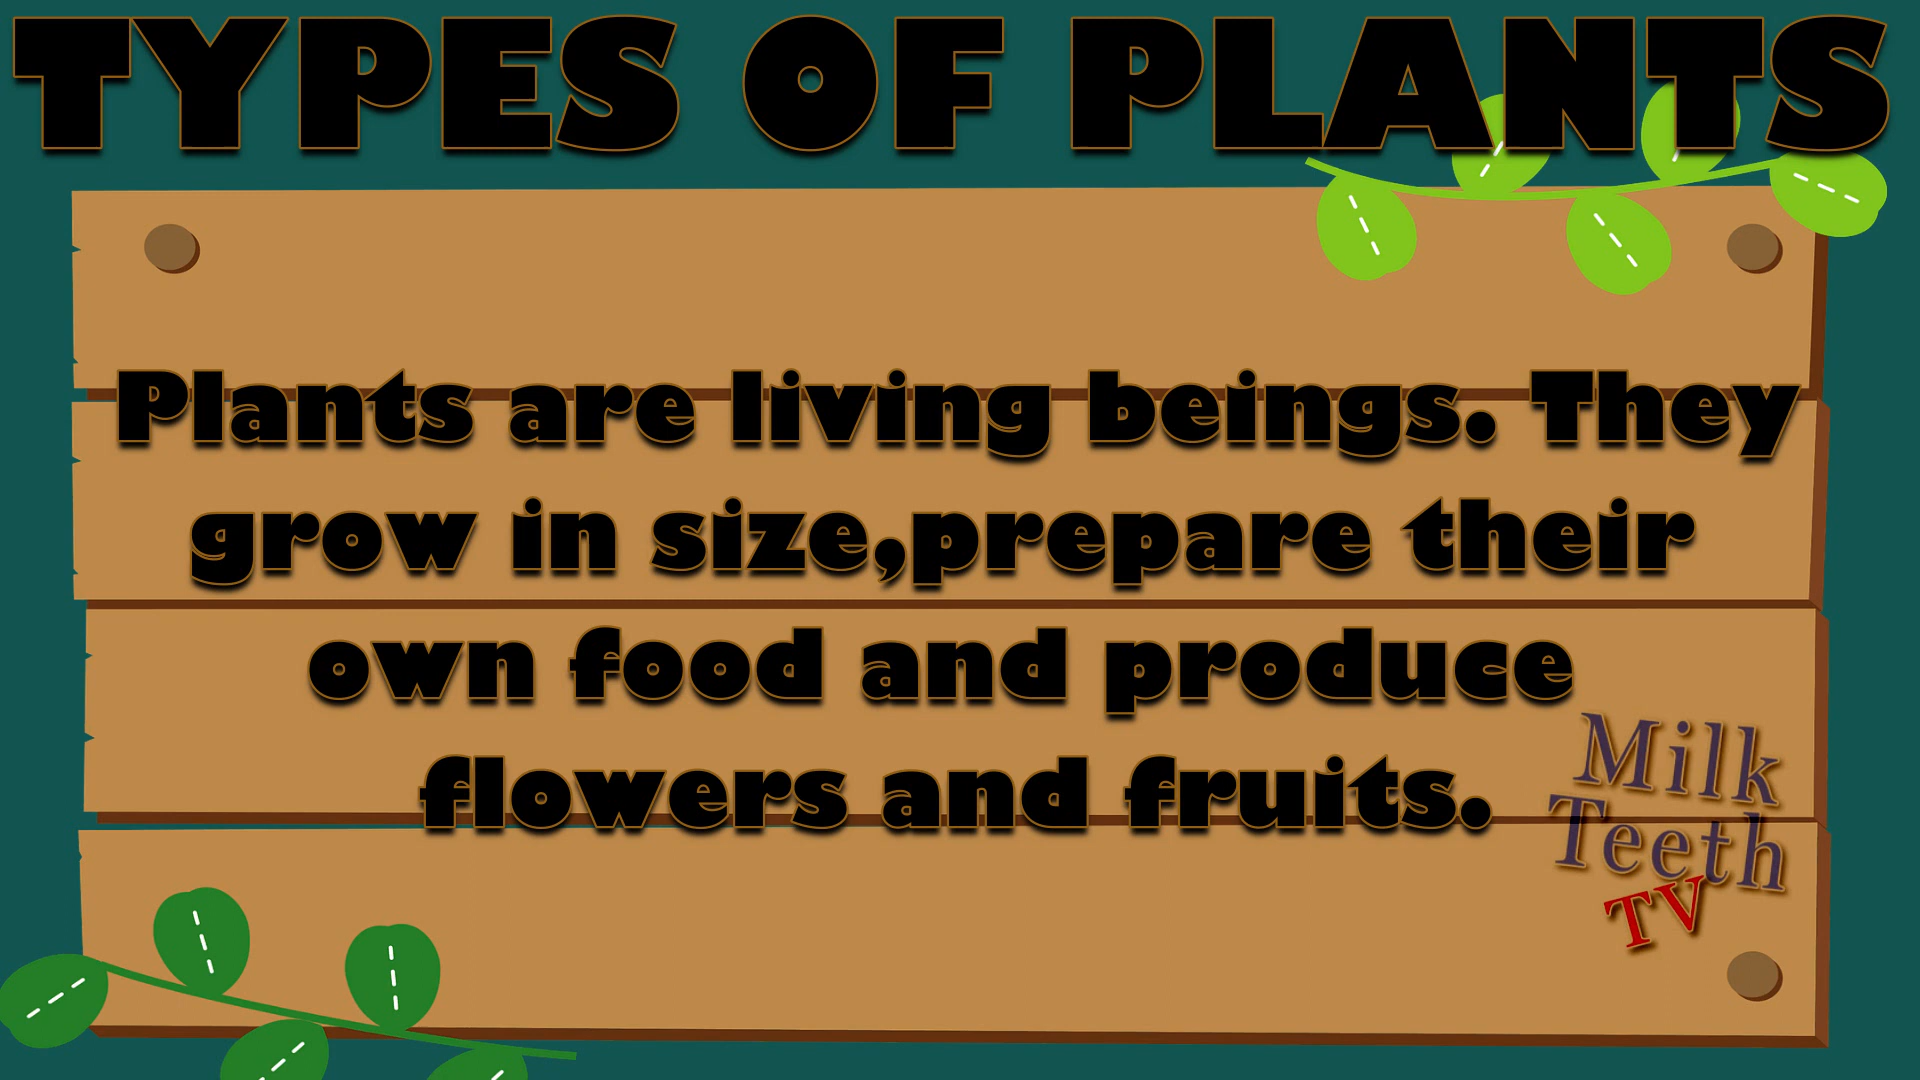 TYPES OF PLANTS
Plants are living beings. They
grow in size,prepare their
own food and produce
flowers and fruits.
Milk
Teeth
TV